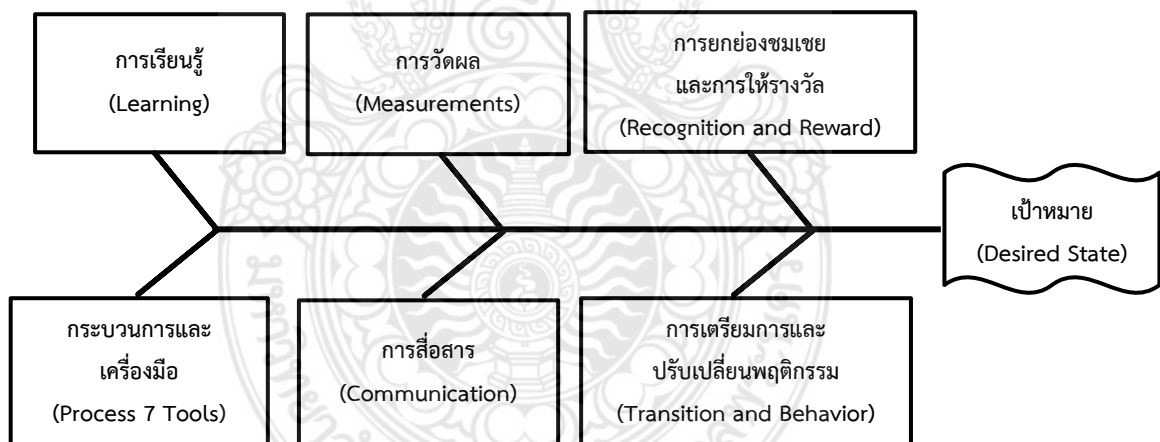 การเรียนรู้
(Learning)
การวัดผล
(Measurements)
การยกย่องชมเชย
และการให้รางวัล
(Recognition and Reward)
เป้าหมาย
(Desired State)
กระบวนการและ
เครื่องมือ
(Process 7 Tools)
การสื่อสาร
(Communication)
การเตรียมการและ
ปรับเปลี่ยนพฤติกรรม
(Transition and Behavior)